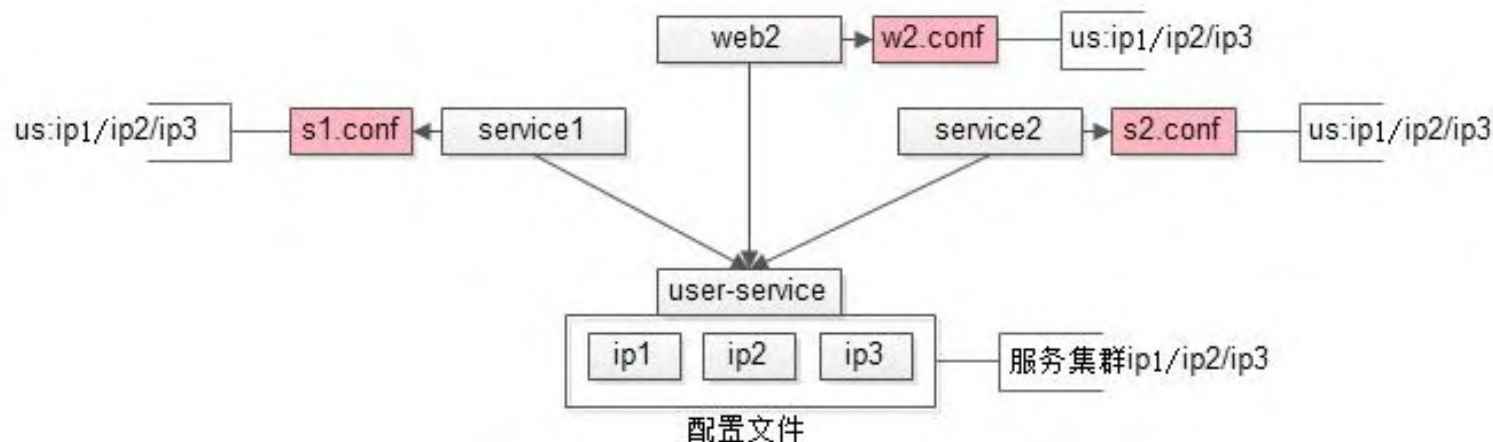 web2
w2.conf
us:ip1/ip2/ip3
us:ip1/ip2/ip3
s1.conf
service1
service2
s2.conf
us:ip1/ip2/ip3
user-service
ip1
ip2
ip3
服务集群ip1/ip2/ip3
配置文件